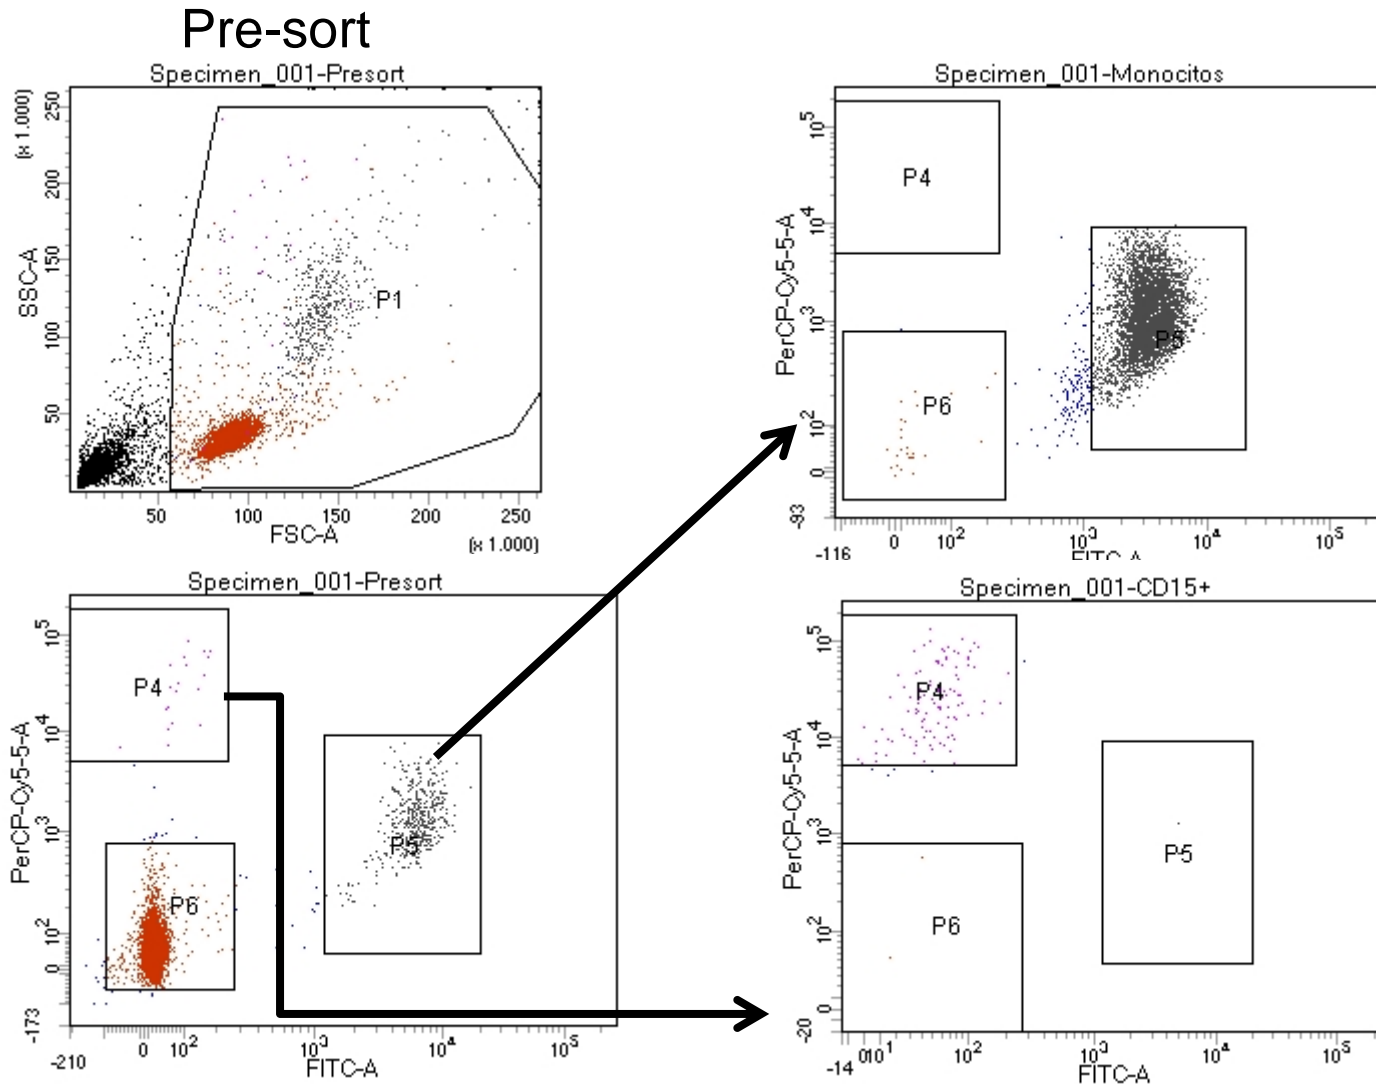 Pre-sort
Specimen_001-Presort
(x 1.000)
250
200
150
100
50
SSC-A
P1
50 100 150 200 250
FSC-A
(x 1.000)
Specimen_001-Monocitos
10^5
10^4
10^3
10^2
0
-93
PerCP-Cy5-5-A
P4
P5
P6
-116 0 10^2 10^3 10^4 10^5
FITC-A
Specimen_001-Presort
10^5
10^4
10^3
10^2
0
-173
PerCP-Cy5-5-A
P4
P5
P6
-210 0 10^2 10^3 10^4 10^5
FITC-A
Specimen_001-CD15+
10^5
10^4
10^3
10^2
0
-20
PerCP-Cy5-5-A
P4
P5
P6
-14 0 10^1 10^2 10^3 10^4 10^5
FITC-A